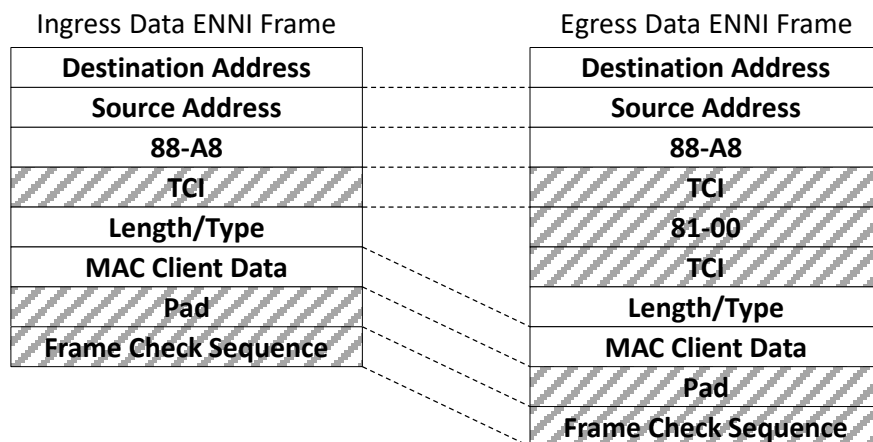 Ingress Data ENNI Frame
Destination Address
Source Address
88-A8
TCI
Length/Type
MAC Client Data
Pad
Frame Check Sequence
Egress Data ENNI Frame
Destination Address
Source Address
88-A8
TCI
81-00
TCI
Length/Type
MAC Client Data
Pad
Frame Check Sequence